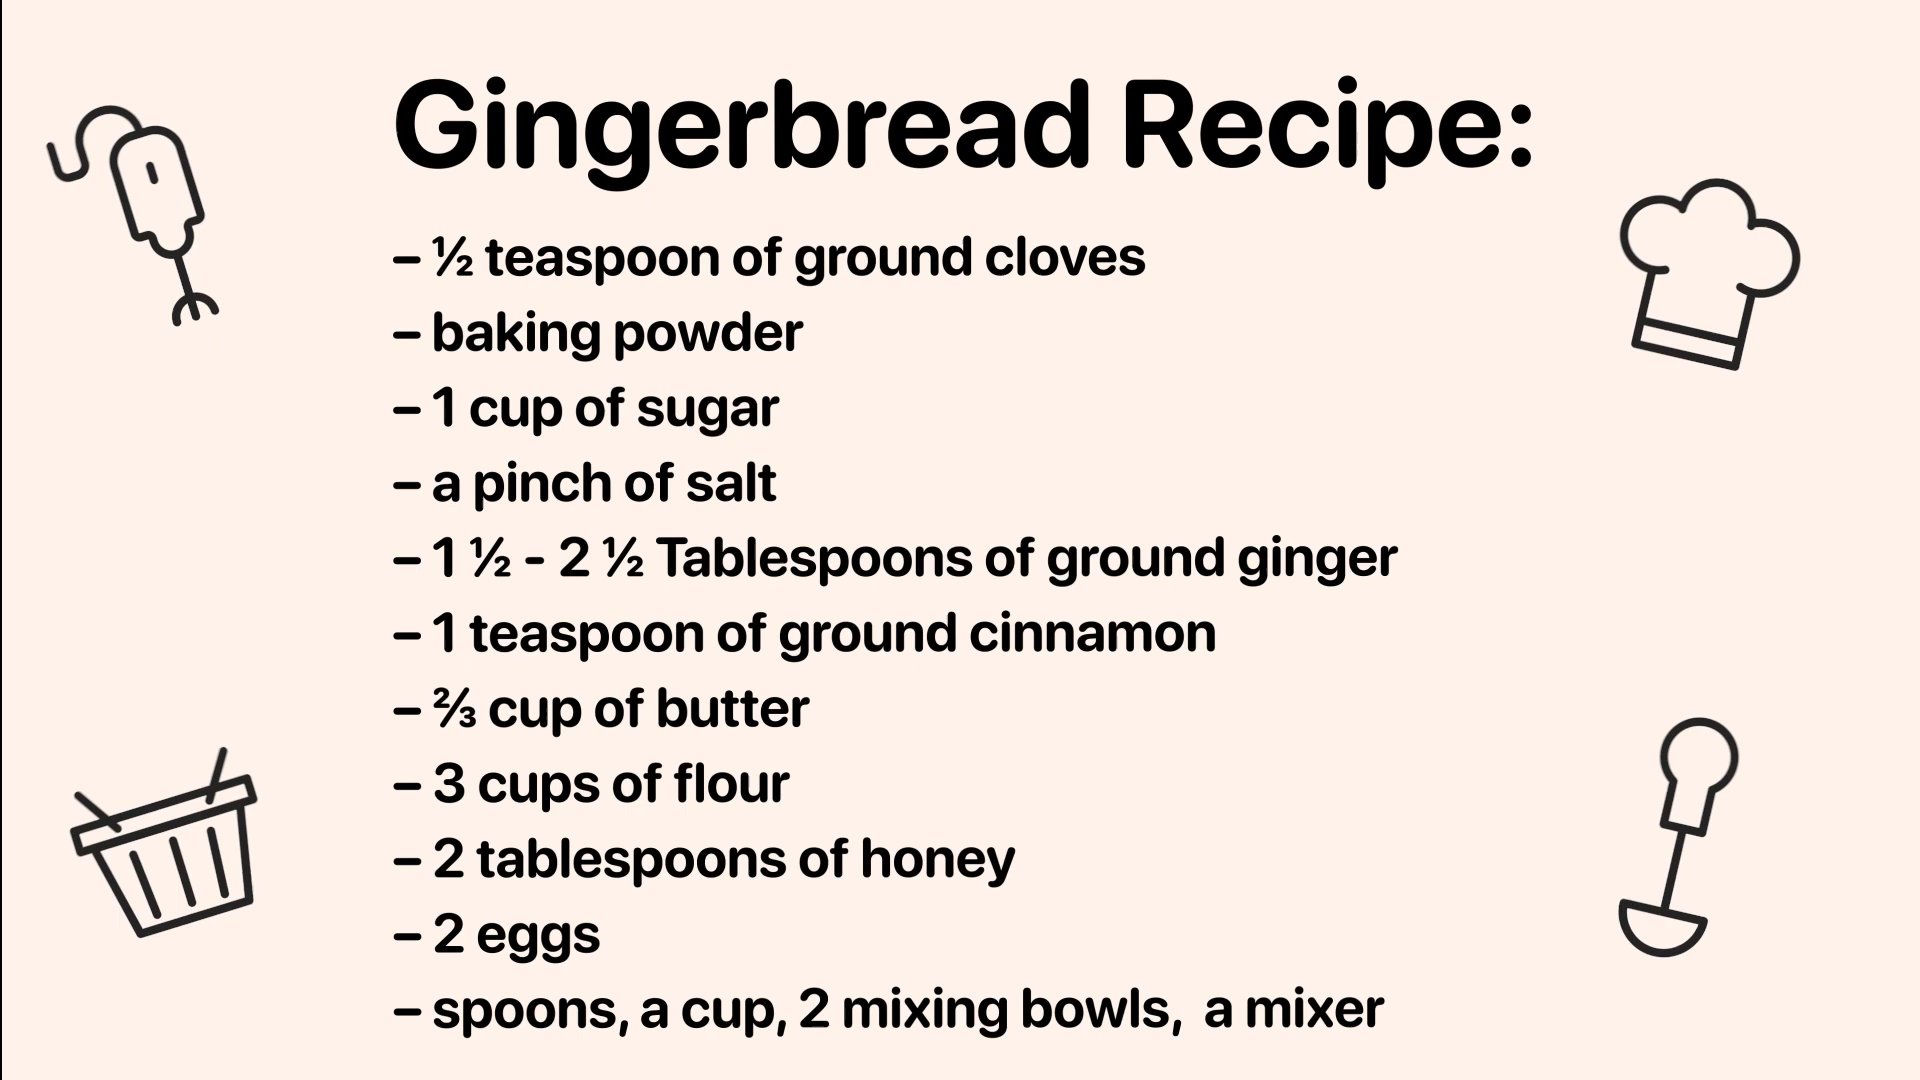 Gingerbread Recipe:
– ½ teaspoon of ground cloves
– baking powder
– 1 cup of sugar
– a pinch of salt
– 1 ½ - 2 ½ Tablespoons of ground ginger
– 1 teaspoon of ground cinnamon
– ⅔ cup of butter
– 3 cups of flour
– 2 tablespoons of honey
– 2 eggs
– spoons, a cup, 2 mixing bowls,  a mixer